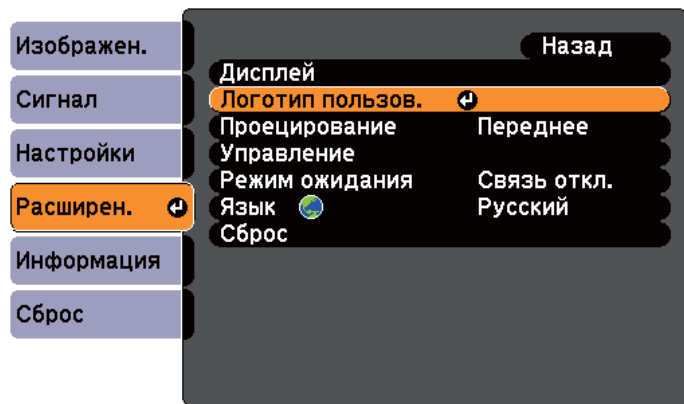 Изображен.
Сигнал
Настройки
Расширен.
Информация
Сброс
Назад
Дисплей
Логотип пользов.
Проецирование Переднее
Управление
Режим ожидания Связь откл.
Язык Русский
Сброс